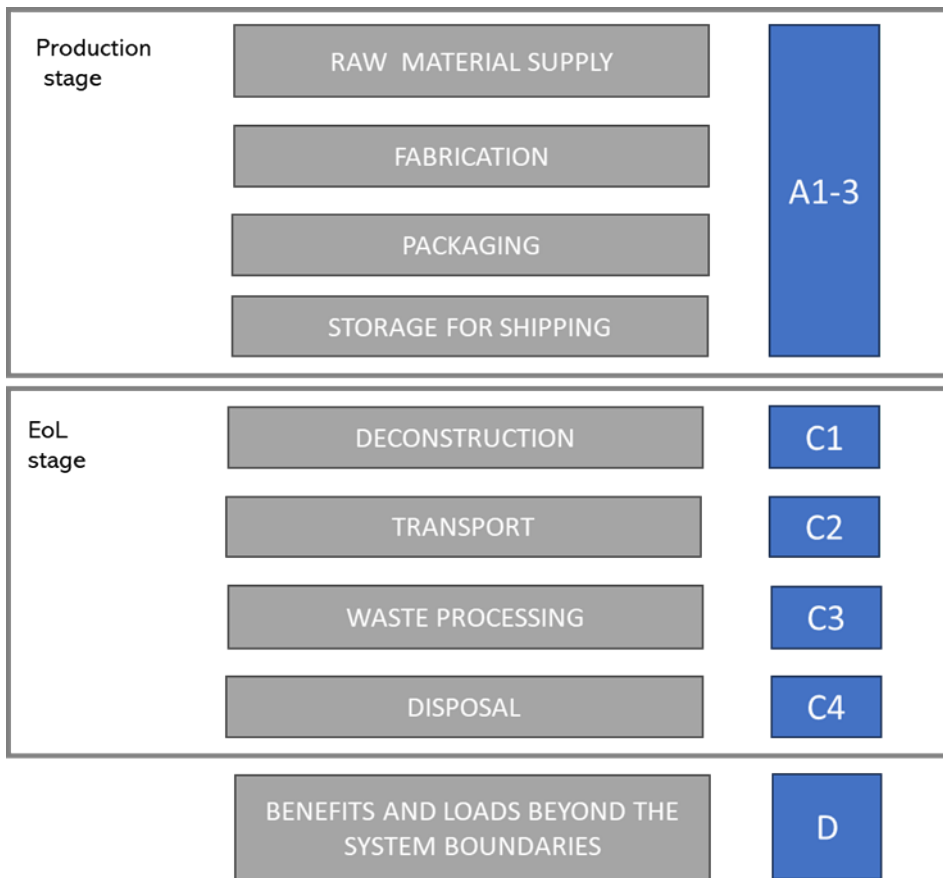 Production
stage
RAW MATERIAL SUPPLY
FABRICATION
A1-3
PACKAGING
STORAGE FOR SHIPPING
EoL
stage
DECONSTRUCTION
C1
TRANSPORT
C2
WASTE PROCESSING
C3
DISPOSAL
C4
BENEFITS AND LOADS BEYOND THE
SYSTEM BOUNDARIES
D